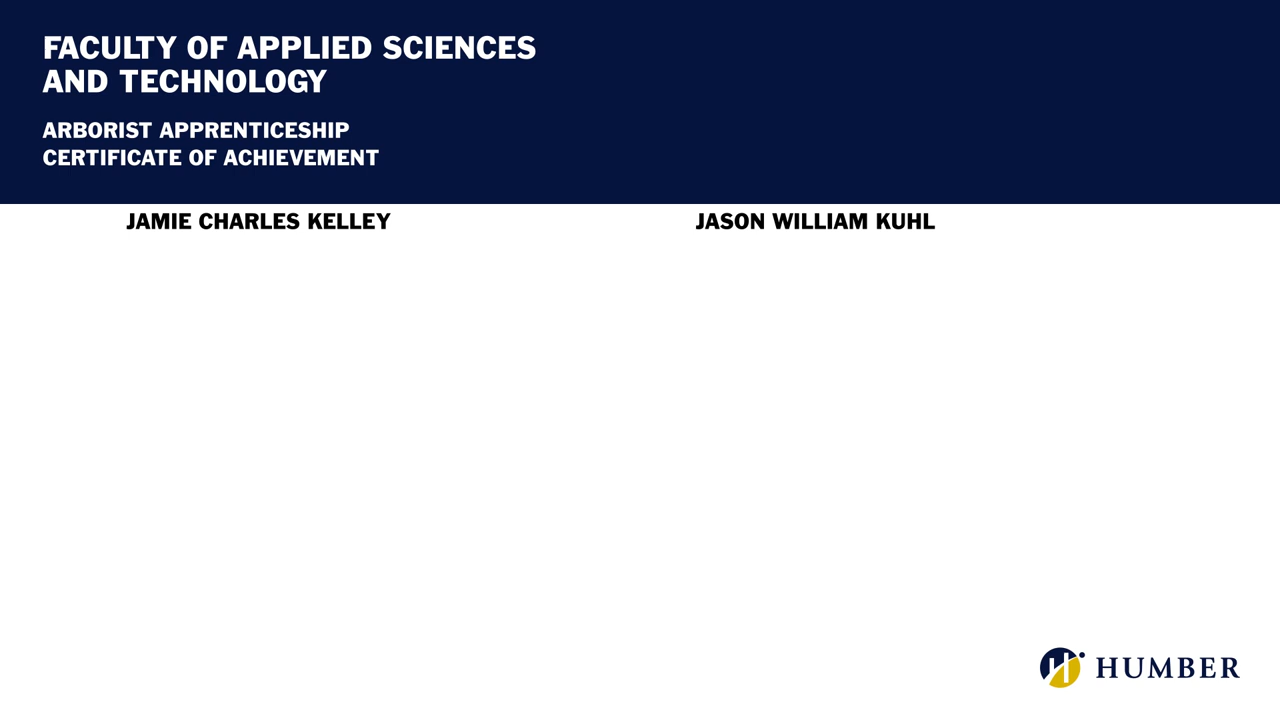 FACULTY OF APPLIED SCIENCES
AND TECHNOLOGY
ARBORIST APPRENTICESHIP
CERTIFICATE OF ACHIEVEMENT
JAMIE CHARLES KELLEY
JASON WILLIAM KUHL
HUMBER